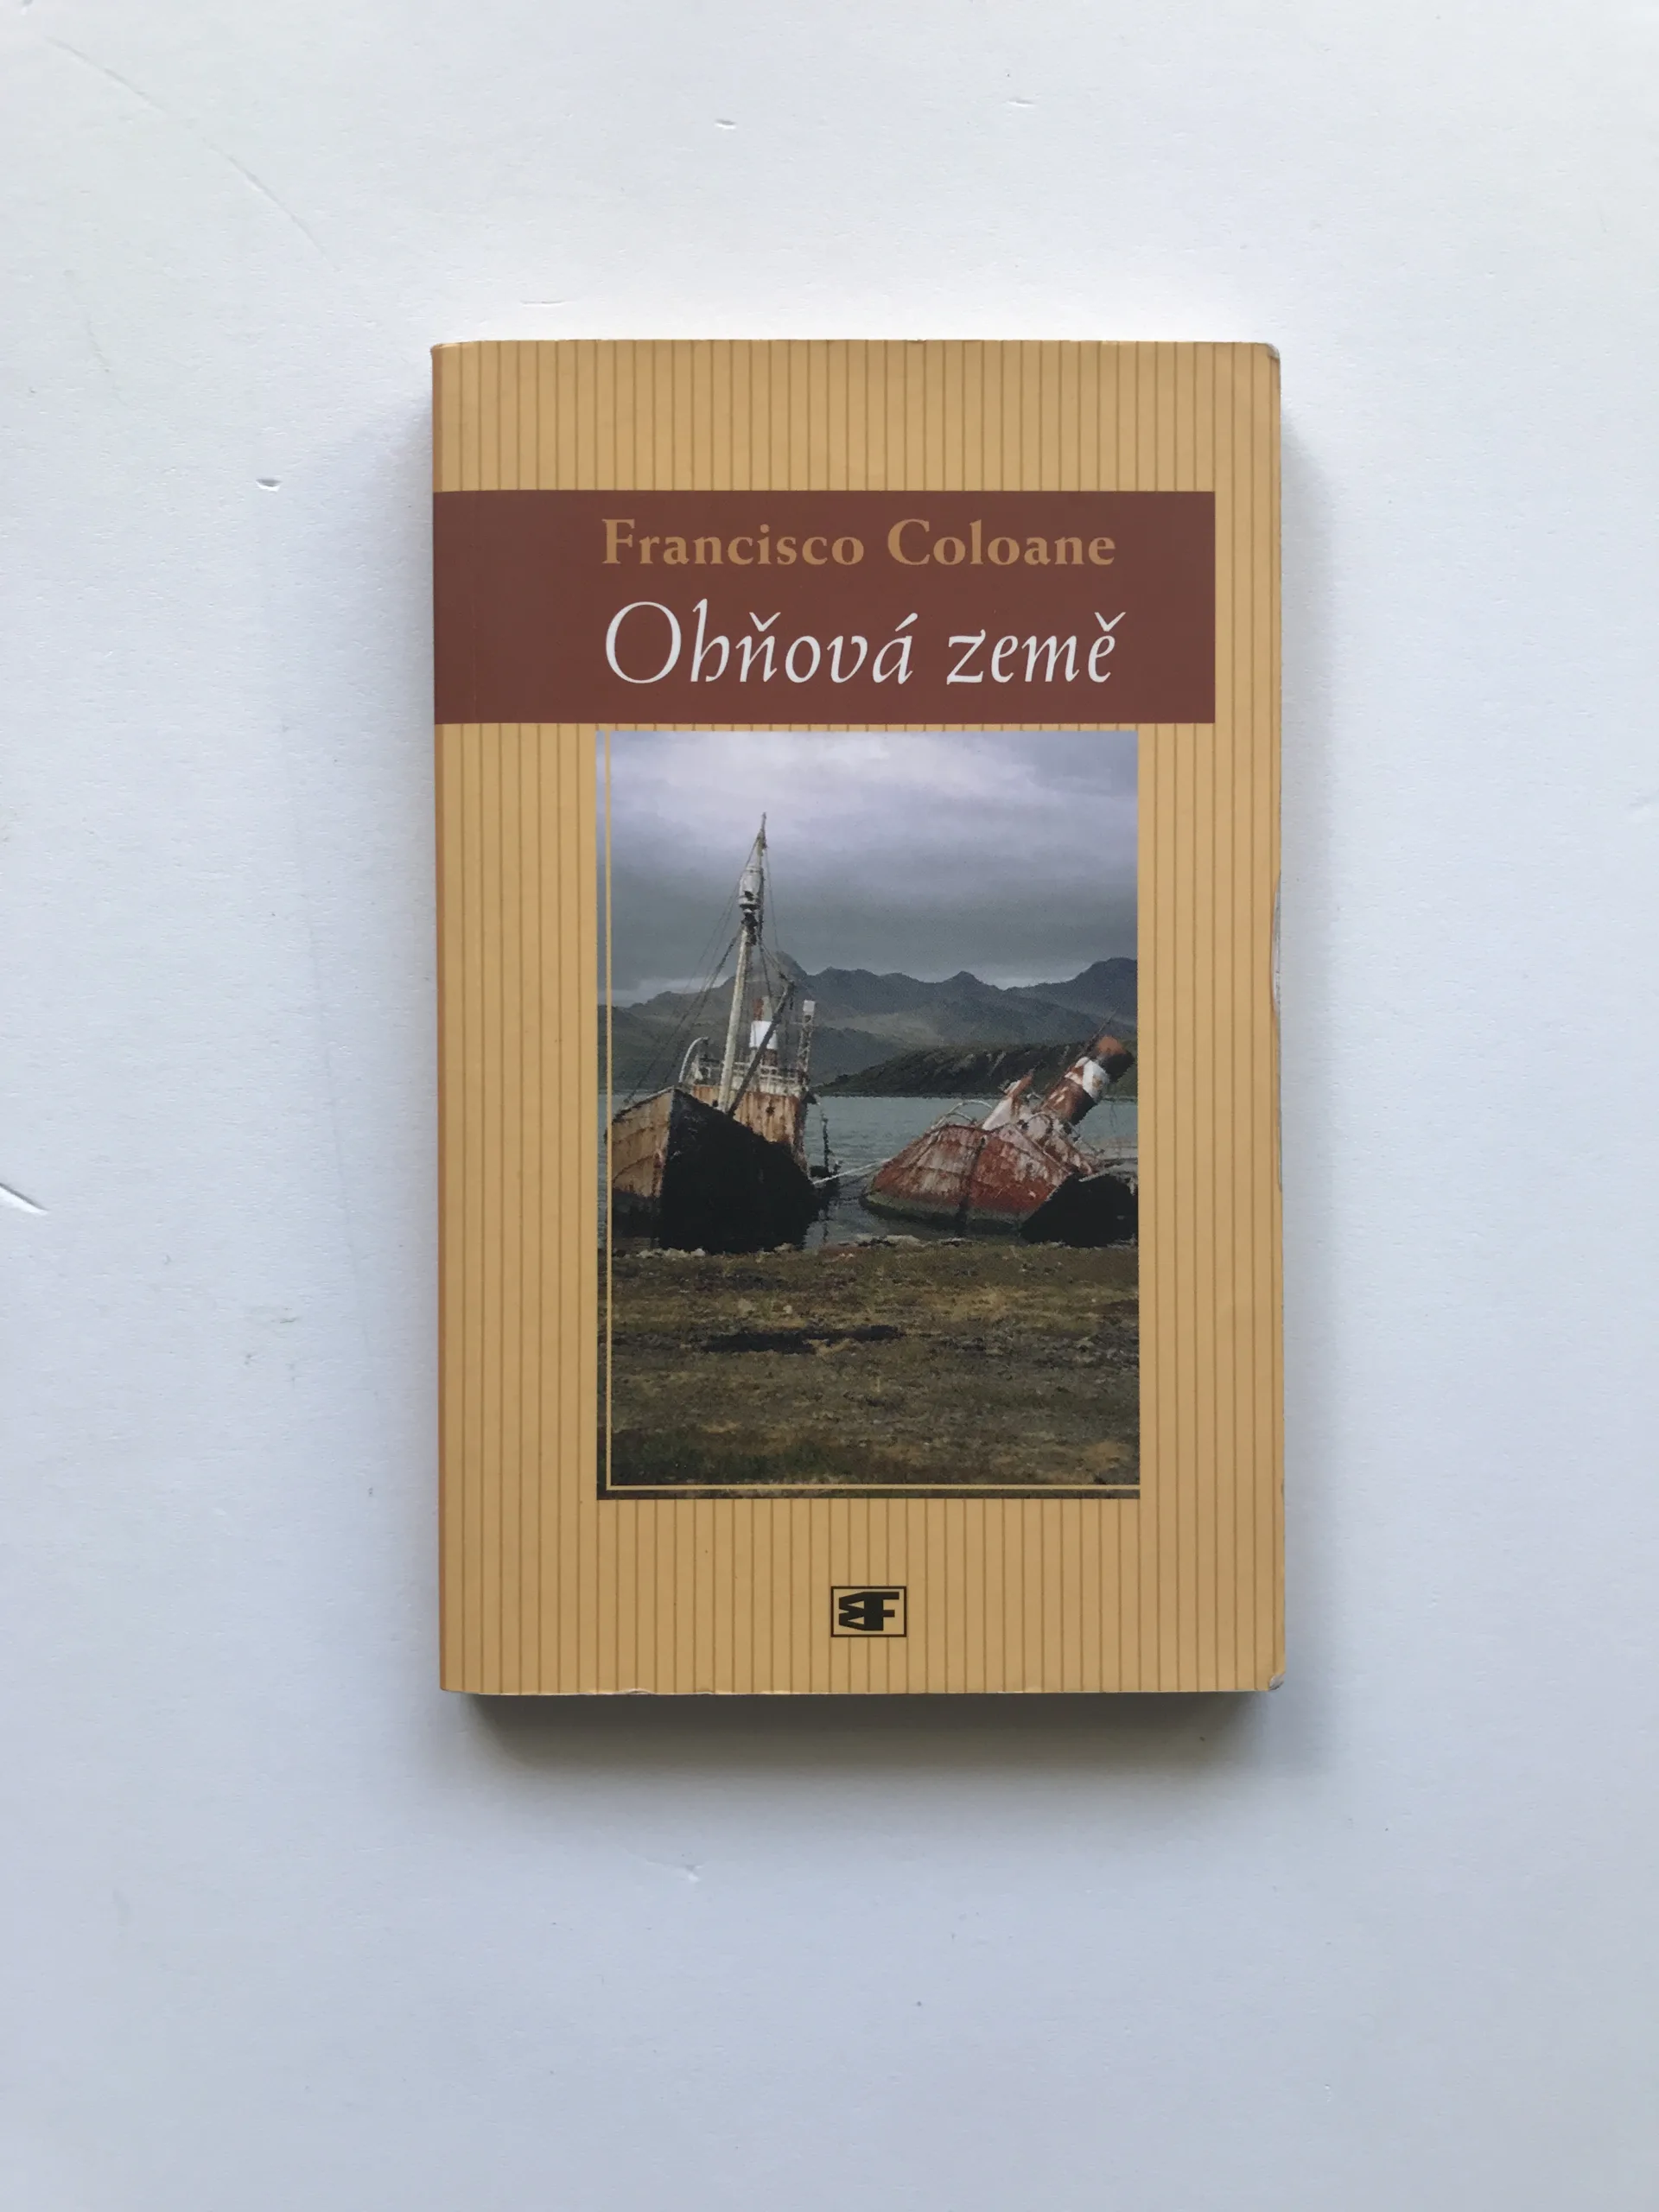 Francisco Coloane
Ohňová země